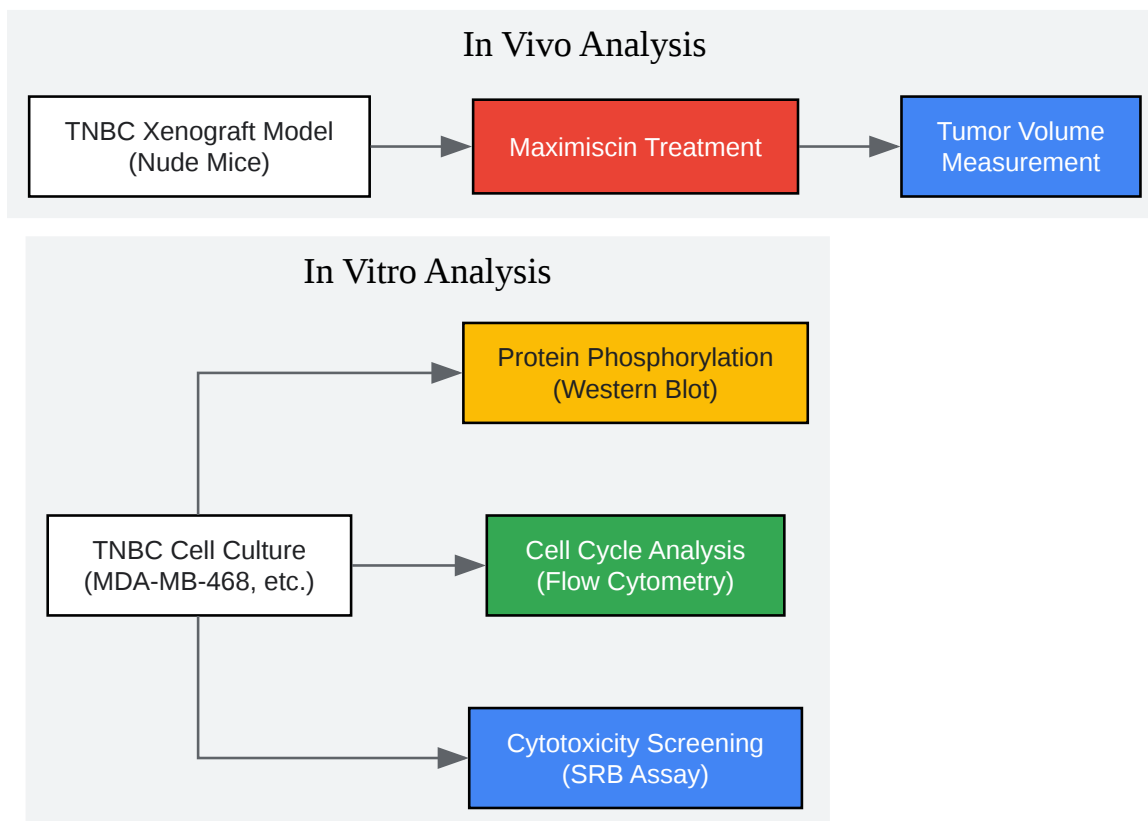 In Vivo Analysis
TNBC Xenograft Model
(Nude Mice)
Maximiscin Treatment
Tumor Volume
Measurement
In Vitro Analysis
Protein Phosphorylation
(Western Blot)
TNBC Cell Culture
(MDA-MB-468, etc.)
Cell Cycle Analysis
(Flow Cytometry)
Cytotoxicity Screening
(SRB Assay)